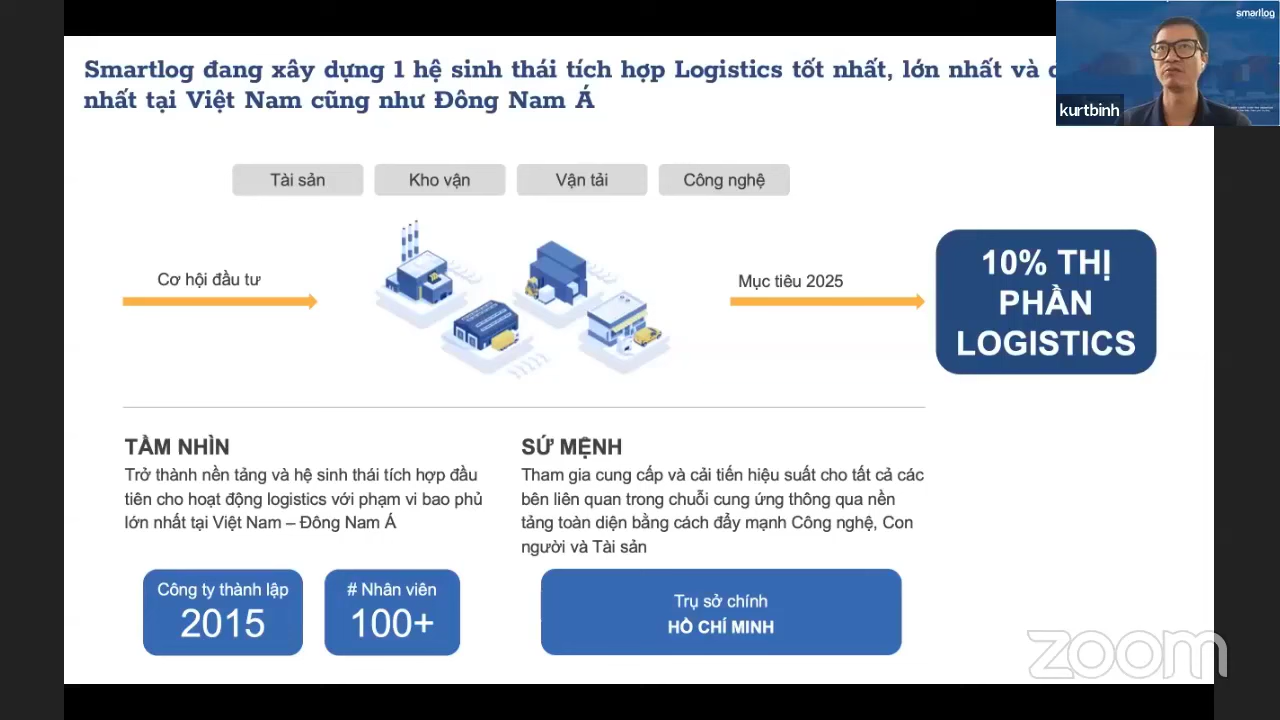 smartlog
kurtbinh
Smartlog đang xây dựng 1 hệ sinh thái tích hợp Logistics tốt nhất, lớn nhất và
nhất tại Việt Nam cũng như Đông Nam Á
Tài sản
Kho vận
Vận tải
Công nghệ
Cơ hội đầu tư
Mục tiêu 2025
10% THỊ
PHẦN
LOGISTICS
TẦM NHÌN
Trở thành nền tảng và hệ sinh thái tích hợp đầu
tiên cho hoạt động logistics với phạm vi bao phủ
lớn nhất tại Việt Nam – Đông Nam Á
SỨ MỆNH
Tham gia cung cấp và cải tiến hiệu suất cho tất cả các
bên liên quan trong chuỗi cung ứng thông qua nền
tảng toàn diện bằng cách đẩy mạnh Công nghệ, Con
người và Tài sản
Công ty thành lập
2015
# Nhân viên
100+
Trụ sở chính
HỒ CHÍ MINH
zoom